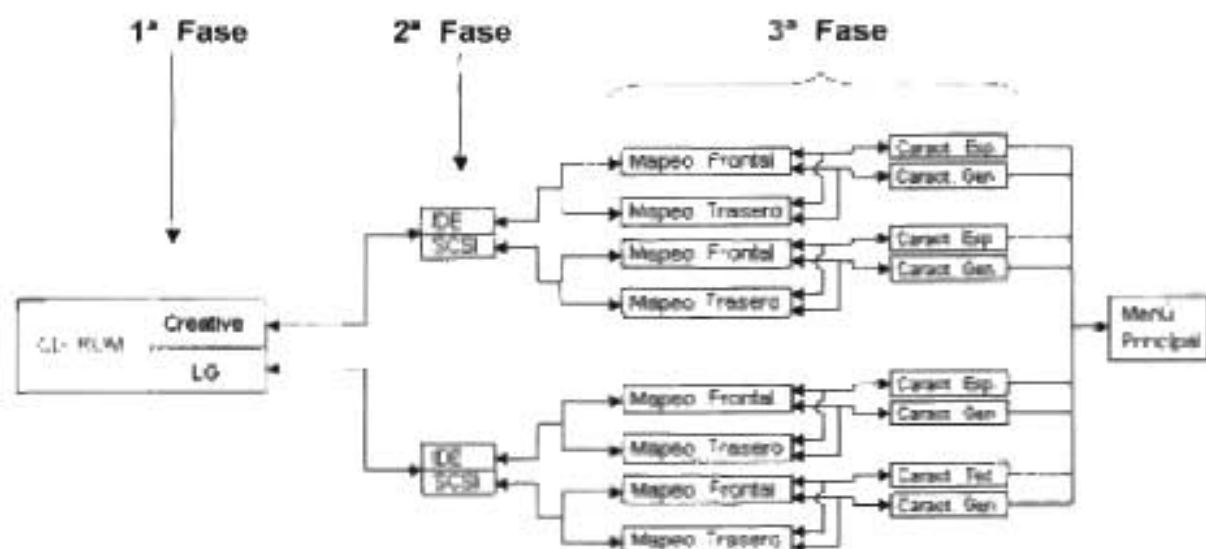 1ª Fase
2ª Fase
3ª Fase
Mapeo Frontal
Caract. Esp.
Caract. Gen
Mapeo Trasero
IDE
SCSI
Mapeo Frontal
Caract. Esp
Caract. Gen.
Mapeo Trasero
Creative
LG
Menú
Principal
Mapeo Frontal
Caract. Esp.
Caract. Gen
Mapeo Trasero
IDE
SCSI
Mapeo Frontal
Caract.
Caract. Gen
Mapeo Trasero